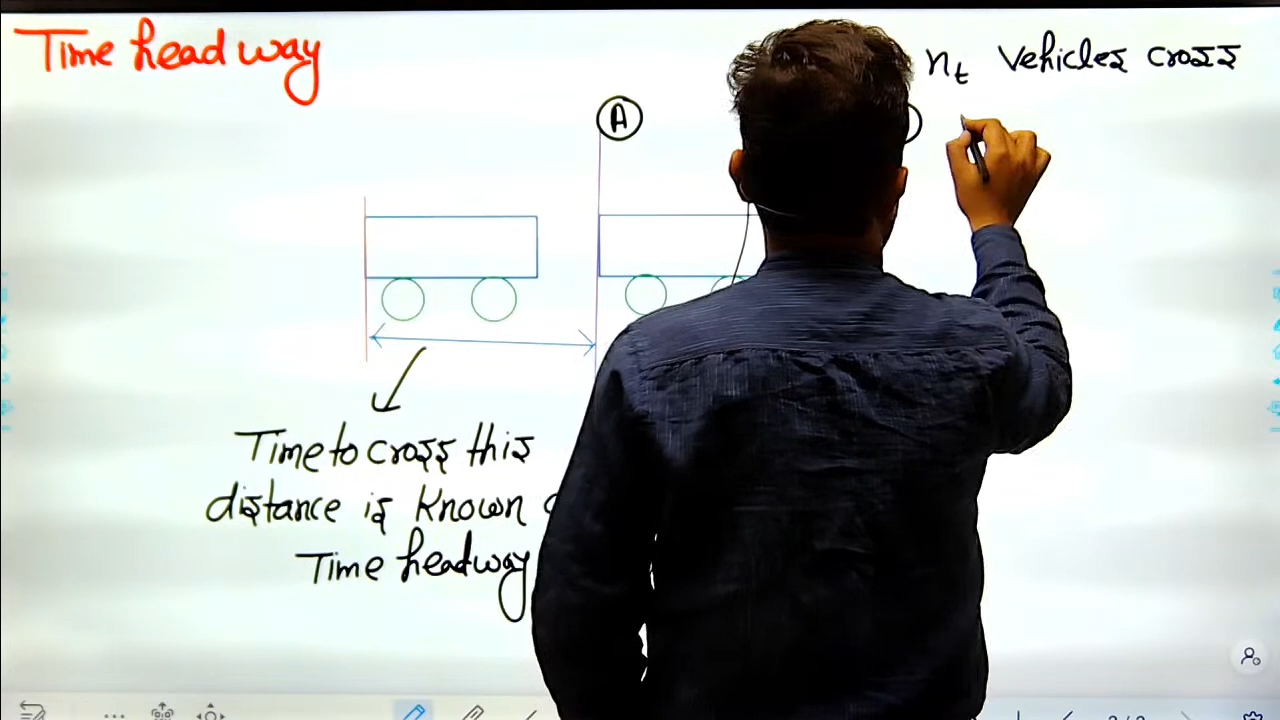 Time headway
nt vehicles cross
A
Time to cross this
distance is known
Time headway